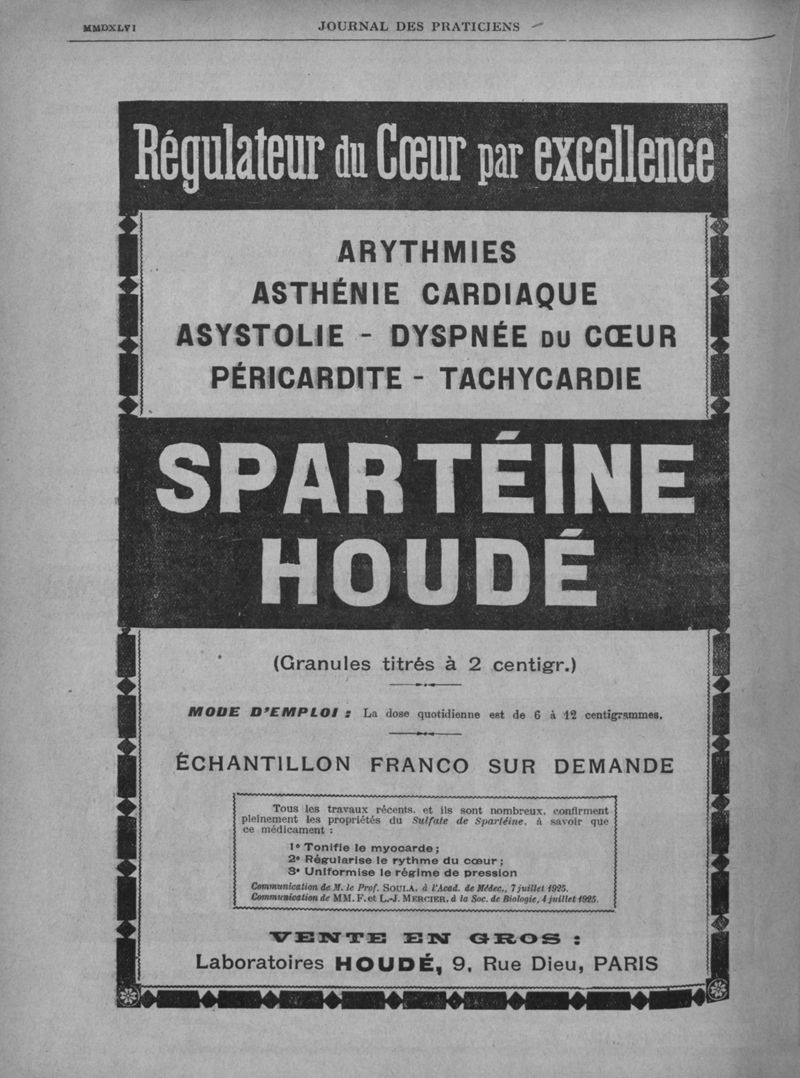 MMDXLVI
JOURNAL DES PRATICIENS
Régulateur du Cœur par excellence
ARYTHMIES
ASTHÉNIE CARDIAQUE
ASYSTOLIE - DYSPNÉE DU CŒUR
PÉRICARDITE - TACHYCARDIE
SPARTÉINE
HOUDÉ
(Granules titrés à 2 centigr.)
MODE D'EMPLOI : La dose quotidienne est de 6 à 12 centigrammes.
ÉCHANTILLON FRANCO SUR DEMANDE
Tous les travaux récents. et ils sont nombreux, confirment
pleinement les propriétés du Sulfate de Spartéine, à savoir que
ce médicament :
1º Tonifie le myocarde ;
2º Régularise le rythme du cœur ;
3º Uniformise le régime de pression
Communication de M. le Prof. SOULA, à l'Acad. de Médec., 7 juillet 1925.
Communication de MM. F. et L.-J. MERCIER, à la Soc. de Biologie, 4 juillet 1925.
VENTE EN GROS :
Laboratoires HOUDÉ, 9, Rue Dieu, PARIS